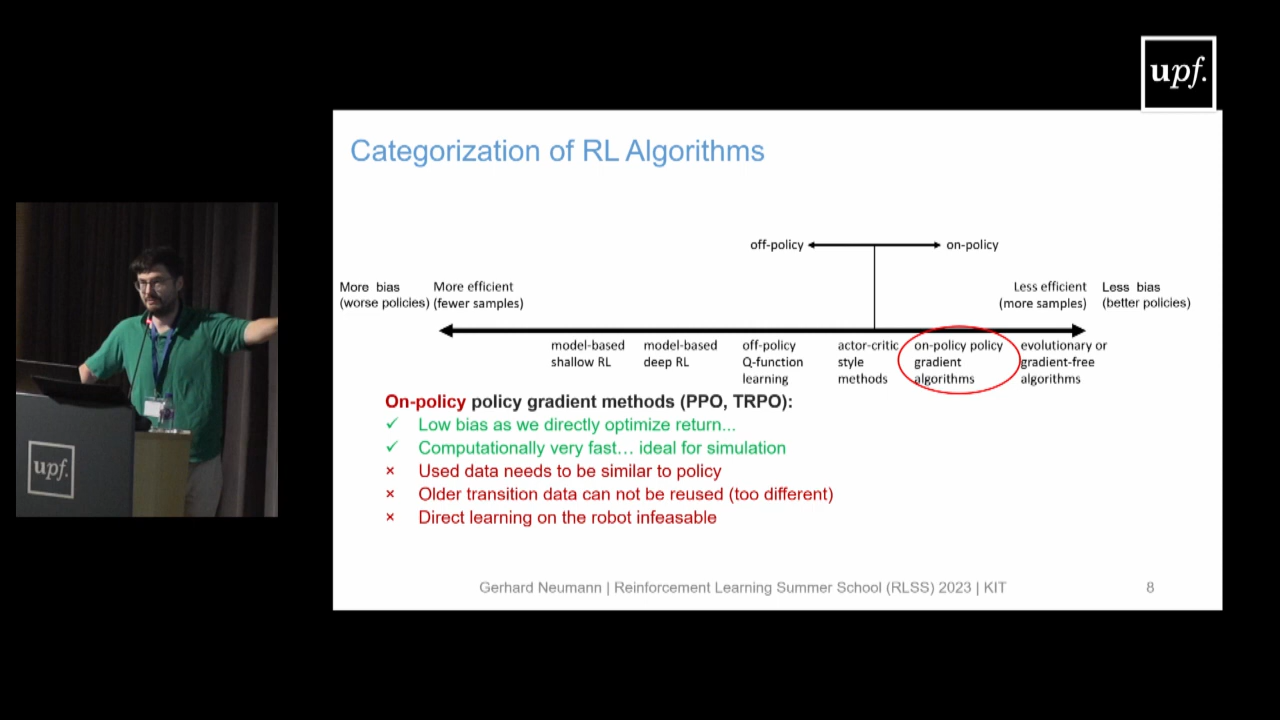 upf.
Categorization of RL Algorithms
off-policy
on-policy
More bias
(worse policies)
More efficient
(fewer samples)
Less efficient
(more samples)
Less bias
(better policies)
model-based
shallow RL
model-based
deep RL
off-policy
Q-function
learning
actor-critic
style
methods
on-policy policy
gradient
algorithms
evolutionary or
gradient-free
algorithms
On-policy policy gradient methods (PPO, TRPO):
✓ Low bias as we directly optimize return...
✓ Computationally very fast... ideal for simulation
× Used data needs to be similar to policy
× Older transition data can not be reused (too different)
× Direct learning on the robot infeasable
Gerhard Neumann | Reinforcement Learning Summer School (RLSS) 2023 | KIT
8
upf.